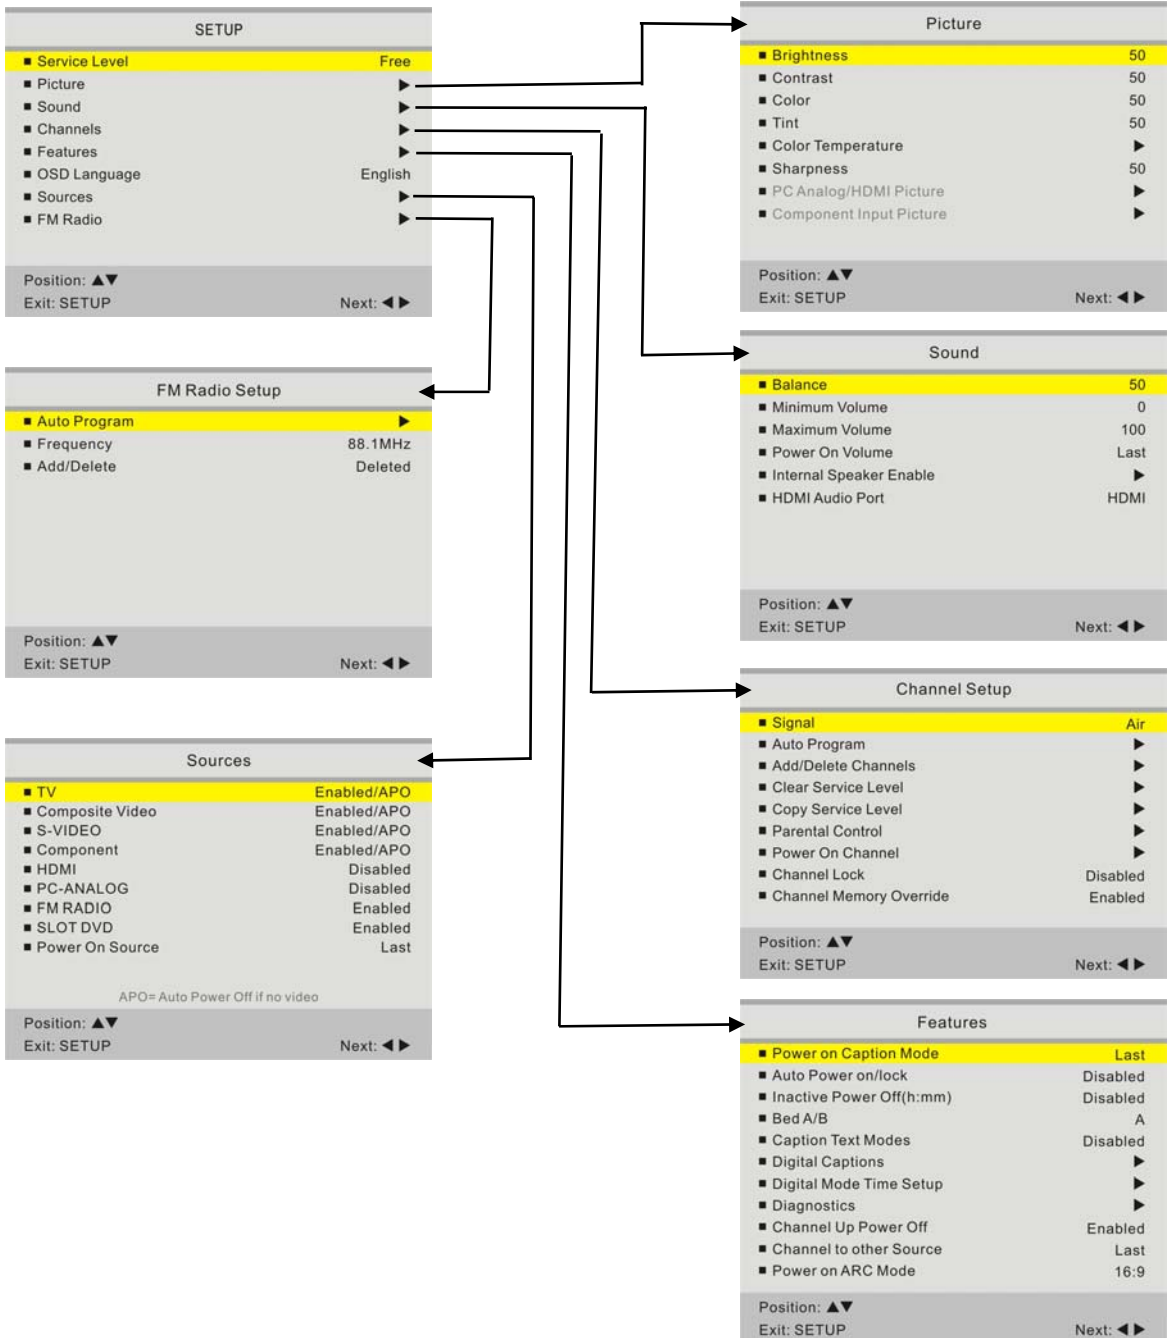 SETUP
■ Service Level Free
■ Picture ▶
■ Sound ▶
■ Channels ▶
■ Features ▶
■ OSD Language English
■ Sources ▶
■ FM Radio ▶
Position: ▲▼
Exit: SETUP Next: ◀ ▶
FM Radio Setup
■ Auto Program ▶
■ Frequency 88.1MHz
■ Add/Delete Deleted
Position: ▲▼
Exit: SETUP Next: ◀ ▶
Sources
■ TV Enabled/APO
■ Composite Video Enabled/APO
■ S-VIDEO Enabled/APO
■ Component Enabled/APO
■ HDMI Disabled
■ PC-ANALOG Disabled
■ FM RADIO Enabled
■ SLOT DVD Enabled
■ Power On Source Last
APO= Auto Power Off if no video
Position: ▲▼
Exit: SETUP Next: ◀ ▶
Picture
■ Brightness 50
■ Contrast 50
■ Color 50
■ Tint 50
■ Color Temperature ▶
■ Sharpness 50
■ PC Analog/HDMI Picture ▶
■ Component Input Picture ▶
Position: ▲▼
Exit: SETUP Next: ◀ ▶
Sound
■ Balance 50
■ Minimum Volume 0
■ Maximum Volume 100
■ Power On Volume Last
■ Internal Speaker Enable ▶
■ HDMI Audio Port HDMI
Position: ▲▼
Exit: SETUP Next: ◀ ▶
Channel Setup
■ Signal Air
■ Auto Program ▶
■ Add/Delete Channels ▶
■ Clear Service Level ▶
■ Copy Service Level ▶
■ Parental Control ▶
■ Power On Channel ▶
■ Channel Lock Disabled
■ Channel Memory Override Enabled
Position: ▲▼
Exit: SETUP Next: ◀ ▶
Features
■ Power on Caption Mode Last
■ Auto Power on/lock Disabled
■ Inactive Power Off(h:mm) Disabled
■ Bed A/B A
■ Caption Text Modes Disabled
■ Digital Captions ▶
■ Digital Mode Time Setup ▶
■ Diagnostics ▶
■ Channel Up Power Off Enabled
■ Channel to other Source Last
■ Power on ARC Mode 16:9
Position: ▲▼
Exit: SETUP Next: ◀ ▶